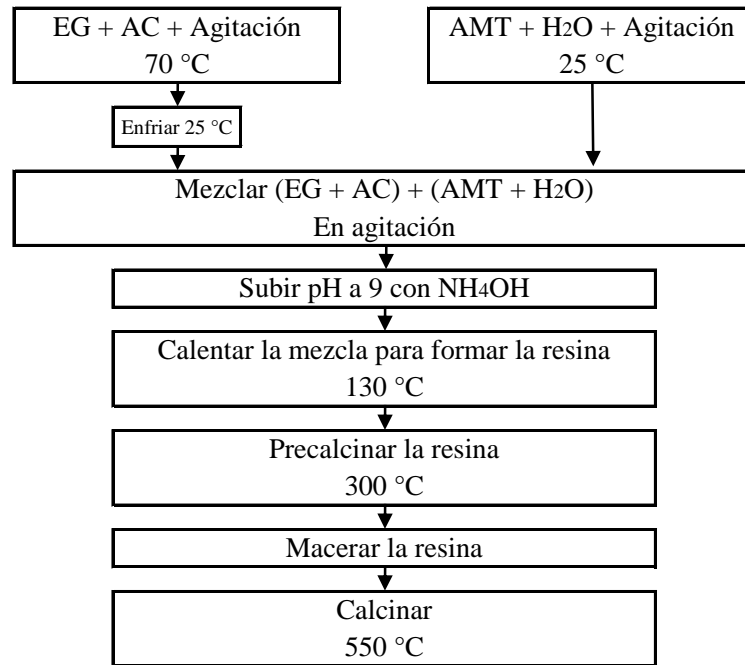 EG + AC + Agitación
70 °C
AMT + H2O + Agitación
25 °C
Enfriar 25 °C
Mezclar (EG + AC) + (AMT + H2O)
En agitación
Subir pH a 9 con NH4OH
Calentar la mezcla para formar la resina
130 °C
Precalcinar la resina
300 °C
Macerar la resina
Calcinar
550 °C